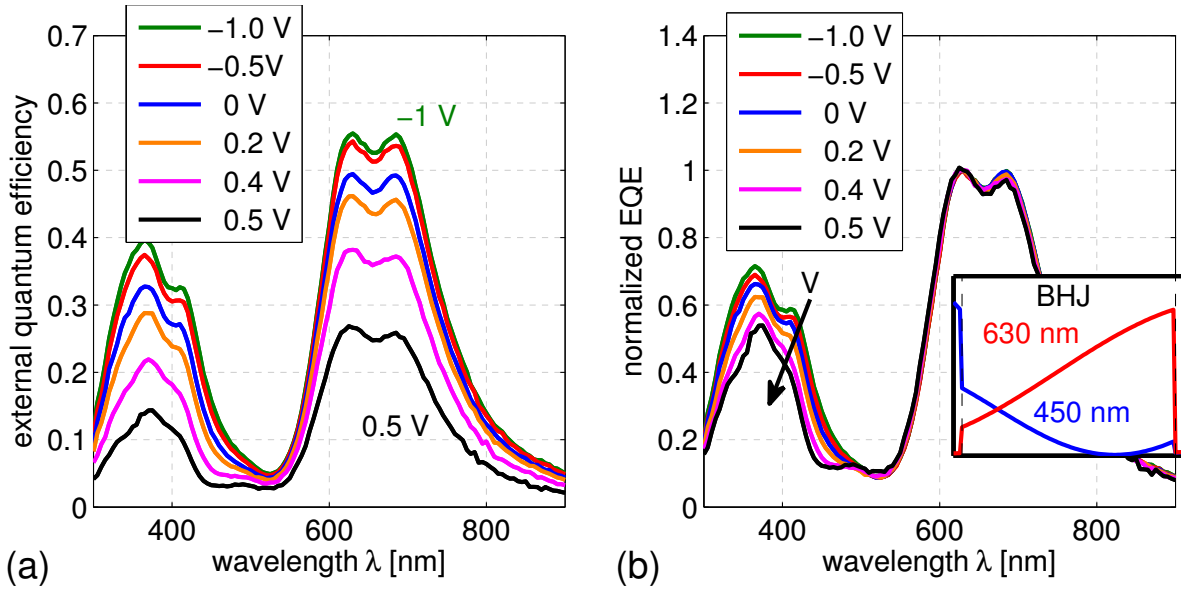 −1.0 V
−0.5V
0 V
0.2 V
0.4 V
0.5 V
0.7
0.6
0.5
0.4
0.3
0.2
0.1
0
external quantum efficiency
−1 V
0.5 V
400
600
800
wavelength λ [nm]
(a)
−1.0 V
−0.5 V
0 V
0.2 V
0.4 V
0.5 V
1.4
1.2
1
0.8
0.6
0.4
0.2
0
normalized EQE
V
BHJ
630 nm
450 nm
400
600
800
wavelength λ [nm]
(b)